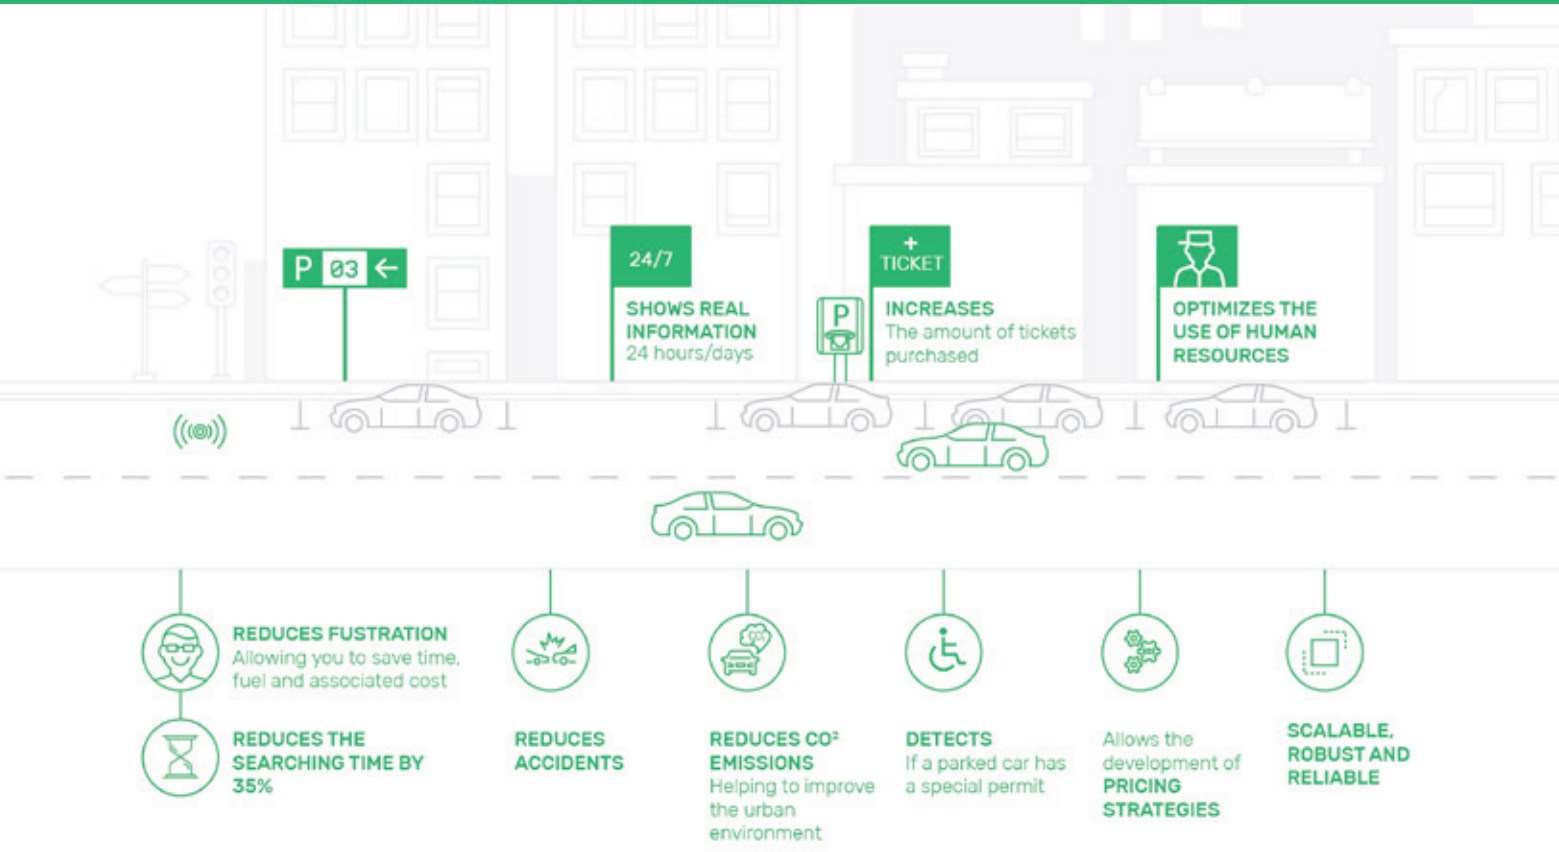 P 03 ←
24/7
SHOWS REAL
INFORMATION
24 hours/days
P
+
TICKET
INCREASES
The amount of tickets
purchased
OPTIMIZES THE
USE OF HUMAN
RESOURCES
REDUCES FUSTRATION
Allowing you to save time,
fuel and associated cost
REDUCES THE
SEARCHING TIME BY
35%
REDUCES
ACCIDENTS
CO²
REDUCES CO²
EMISSIONS
Helping to improve
the urban
environment
DETECTS
If a parked car has
a special permit
Allows the
development of
PRICING
STRATEGIES
SCALABLE,
ROBUST AND
RELIABLE